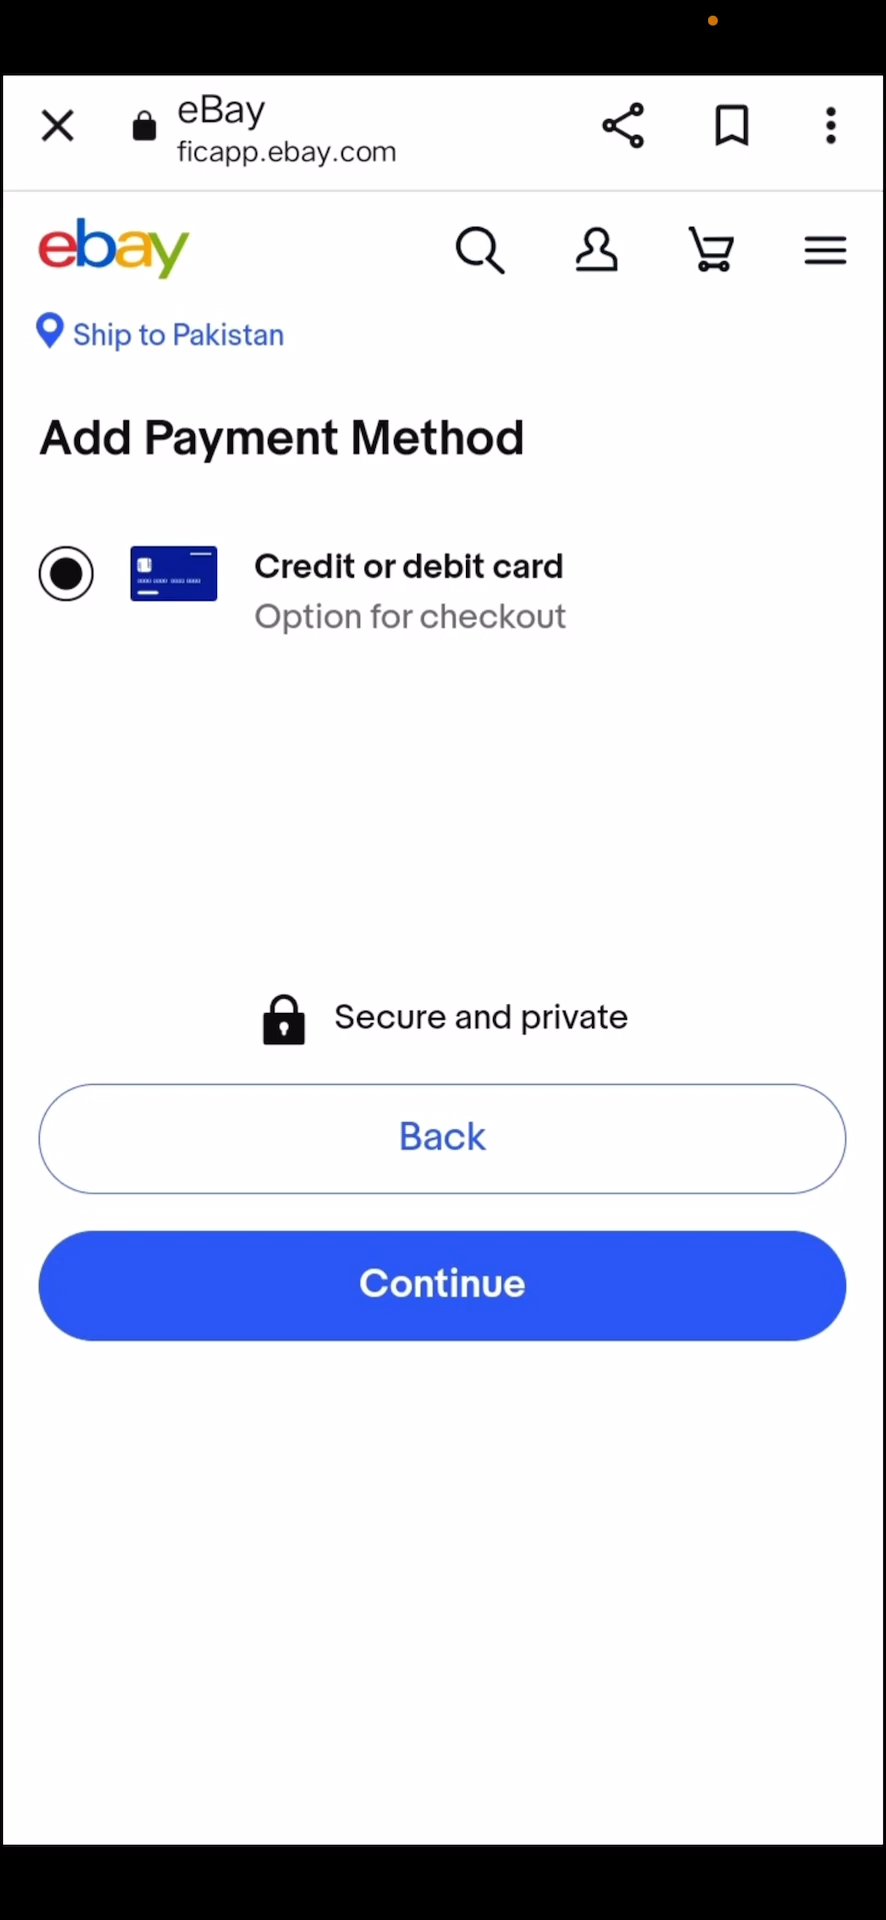 eBay
ficapp.ebay.com
ebay
Ship to Pakistan
Add Payment Method
Credit or debit card
Option for checkout
Secure and private
Back
Continue